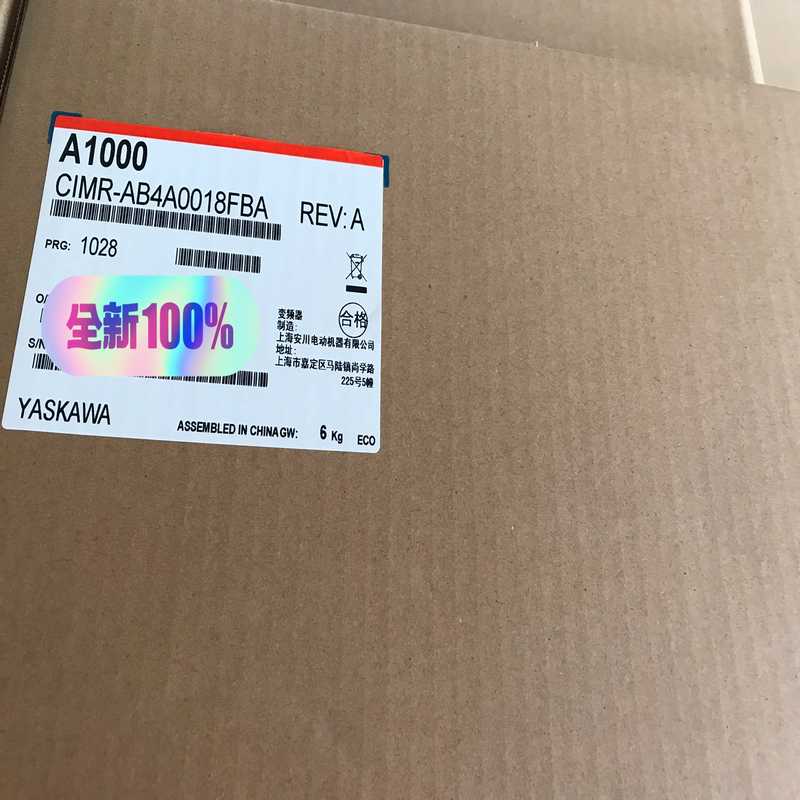 A1000
CIMR-AB4A0018FBA
REV: A
PRG: 1028
O/
全新100%
S/N
变频器
制造:
上海安川电动机器有限公司
地址:
上海市嘉定区马陆镇尚学路
225号5幢
合格
YASKAWA
ASSEMBLED IN CHINA
GW: 6 Kg
ECO